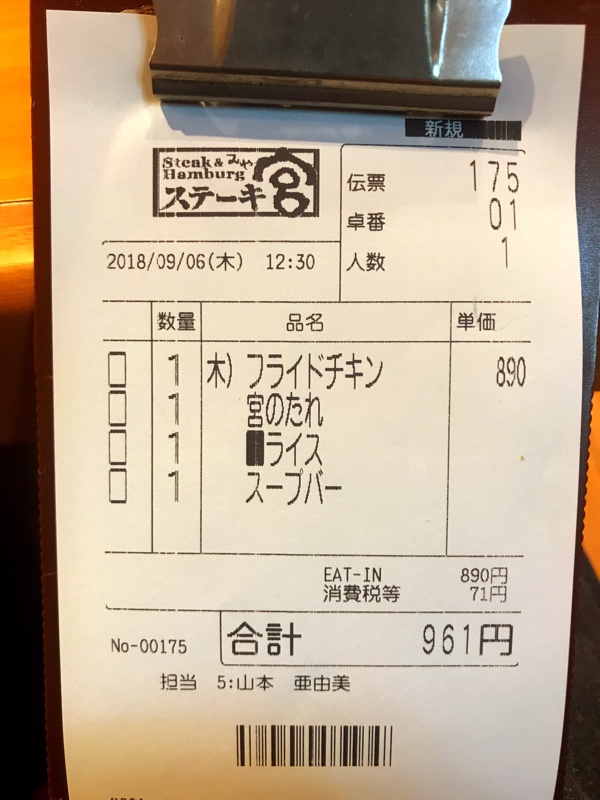 新規
Steak & みや
Hamburg
ステーキ宮
伝票 175
卓番 01
人数 1
2018/09/06(木) 12:30
数量 品名 単価
1 木) フライドチキン 890
1 宮のたれ
1 ライス
1 スープバー
EAT-IN 890円
消費税等 71円
No-00175 合計 961円
担当 5:山本 亜由美